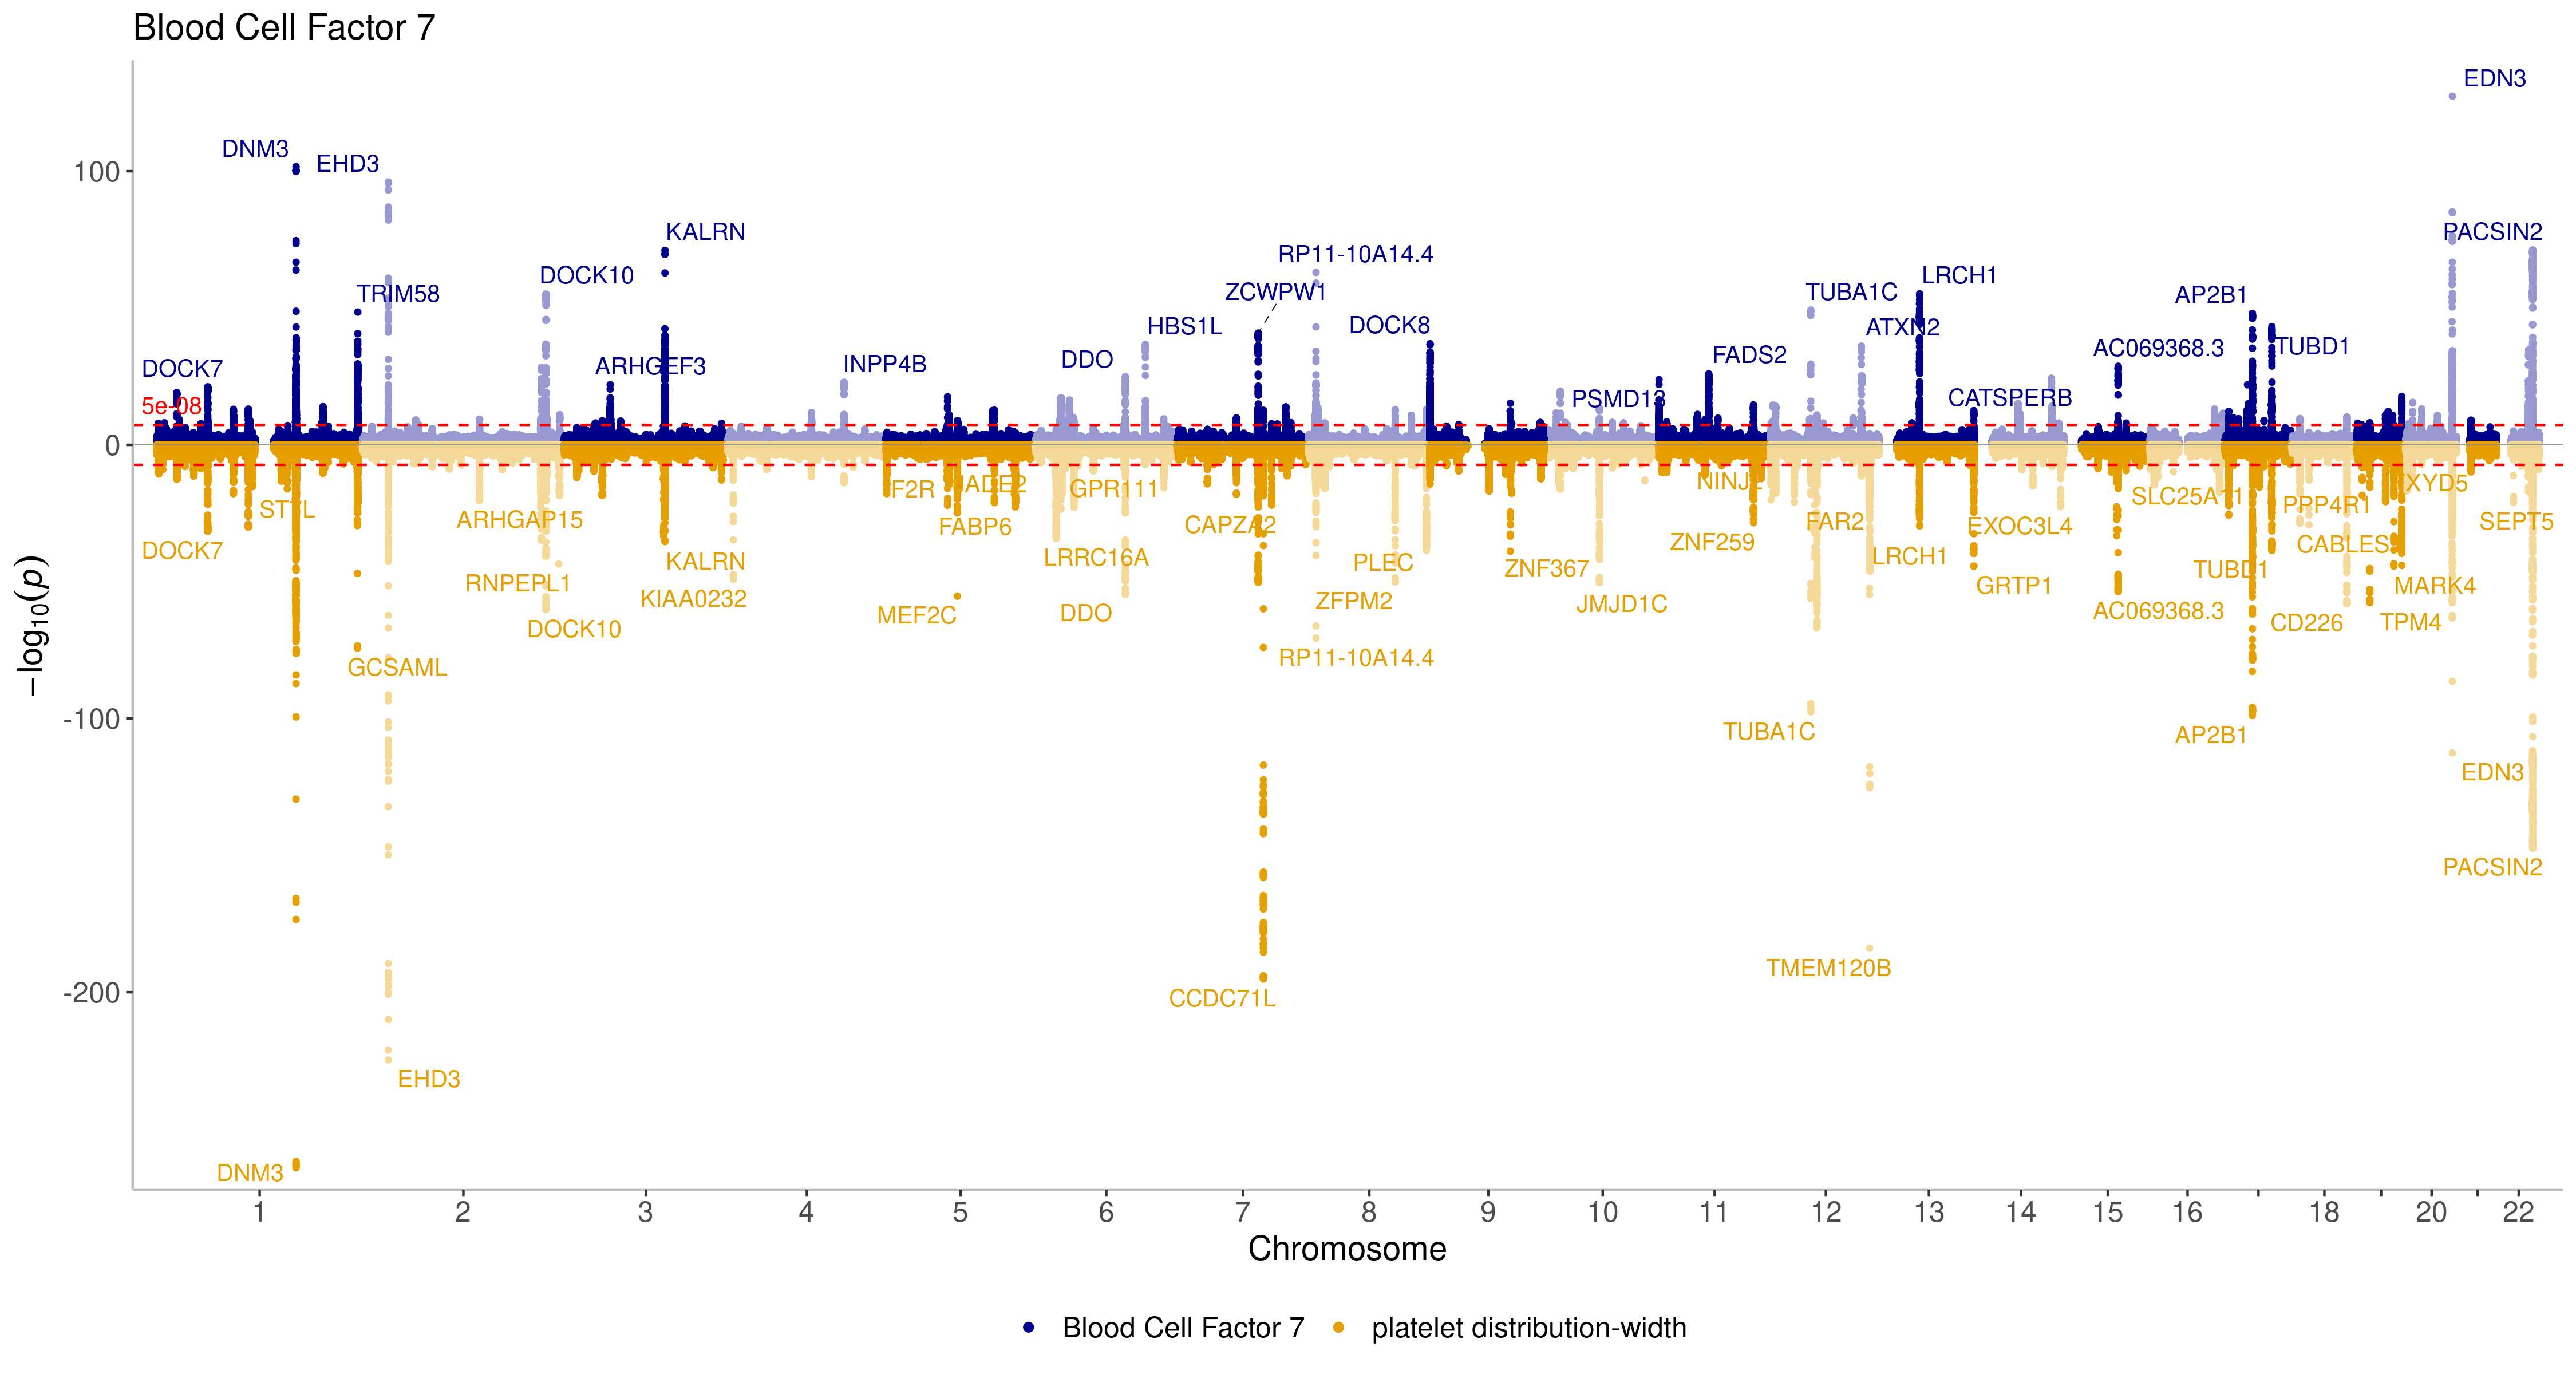 Blood Cell Factor 7
EDN3
DNM3
EHD3
100
KALRN
PACSIN2
RP11-10A14.4
DOCK10
LRCH1
TRIM58
ZCWPW1
TUBA1C
AP2B1
HBS1L
DOCK8
ATXN2
AC069368.3
TUBD1
DOCK7
ARHGEF3
INPP4B
DDO
FADS2
PSMD13
CATSPERB
5e-08
0
STIL
F2R
JADE2
GPR111
NINJ2
SLC25A11
PPP4R1
FXYD5
ARHGAP15
FABP6
CAPZA2
FAR2
EXOC3L4
SEPT5
DOCK7
KALRN
LRRC16A
PLEC
ZNF367
ZNF259
LRCH1
CABLES
TUBD1
RNPEPL1
KIAA0232
MEF2C
DDO
ZFPM2
JMJD1C
GRTP1
AC069368.3
MARK4
DOCK10
CD226
TPM4
GCSAML
RP11-10A14.4
-100
TUBA1C
AP2B1
EDN3
PACSIN2
TMEM120B
-200
CCDC71L
EHD3
DNM3
−log10(p)
1 2 3 4 5 6 7 8 9 10 11 12 13 14 15 16 18 20 22
Chromosome
Blood Cell Factor 7 platelet distribution-width